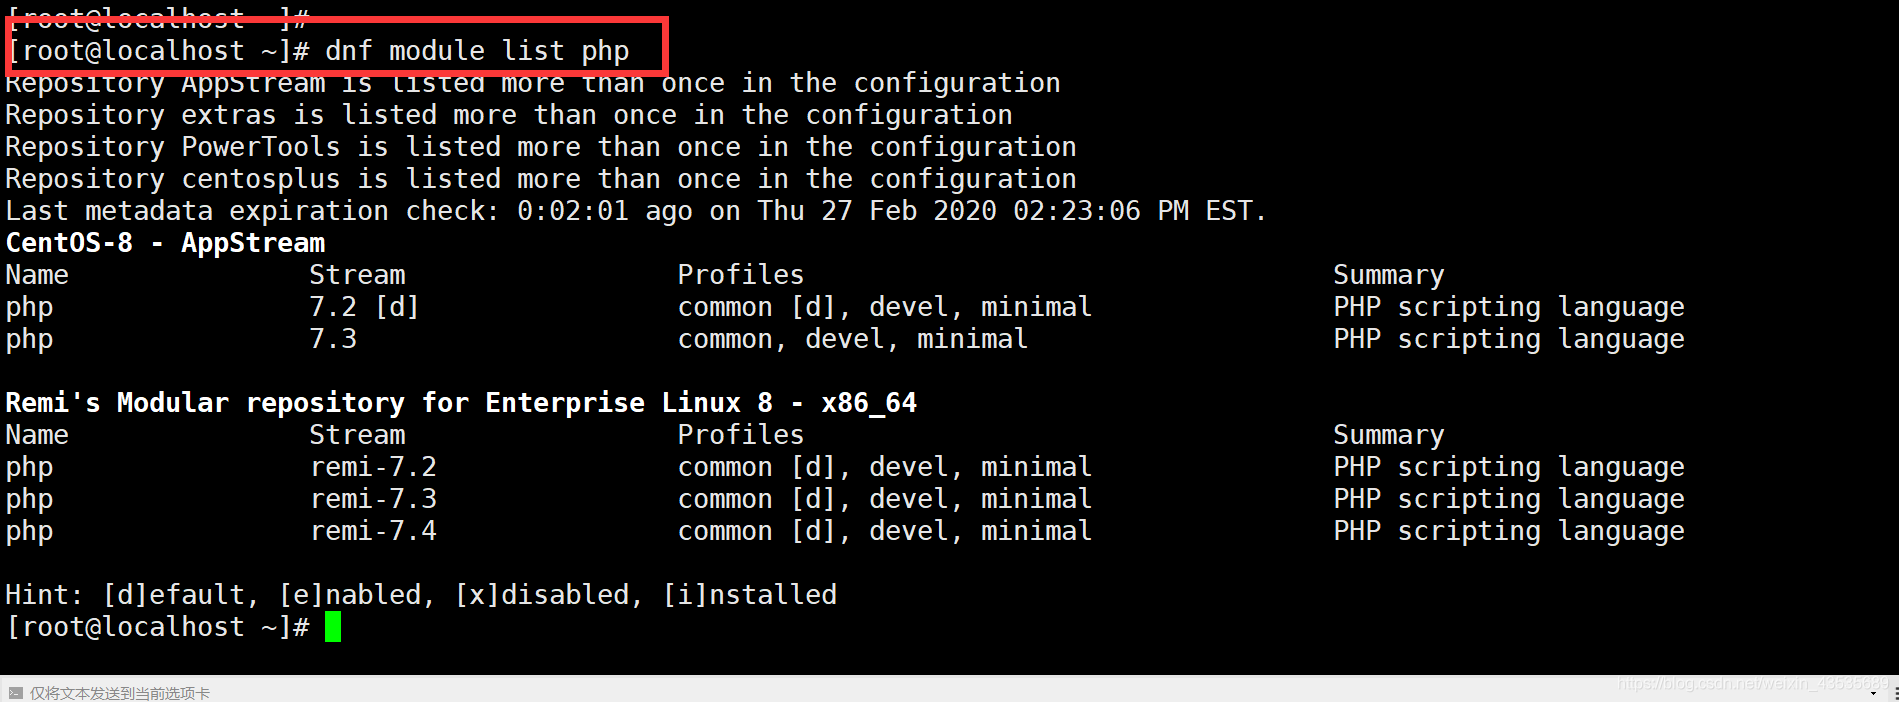 [root@localhost ~]#
[root@localhost ~]# dnf module list php
Repository AppStream is listed more than once in the configuration
Repository extras is listed more than once in the configuration
Repository PowerTools is listed more than once in the configuration
Repository centosplus is listed more than once in the configuration
Last metadata expiration check: 0:02:01 ago on Thu 27 Feb 2020 02:23:06 PM EST.
CentOS-8 - AppStream
Name Stream Profiles Summary
php 7.2 [d] common [d], devel, minimal PHP scripting language
php 7.3 common, devel, minimal PHP scripting language
Remi's Modular repository for Enterprise Linux 8 - x86_64
Name Stream Profiles Summary
php remi-7.2 common [d], devel, minimal PHP scripting language
php remi-7.3 common [d], devel, minimal PHP scripting language
php remi-7.4 common [d], devel, minimal PHP scripting language
Hint: [d]efault, [e]nabled, [x]disabled, [i]nstalled
[root@localhost ~]#
仅将文本发送到当前选项卡
https://blog.csdn.net/weixin_43535689